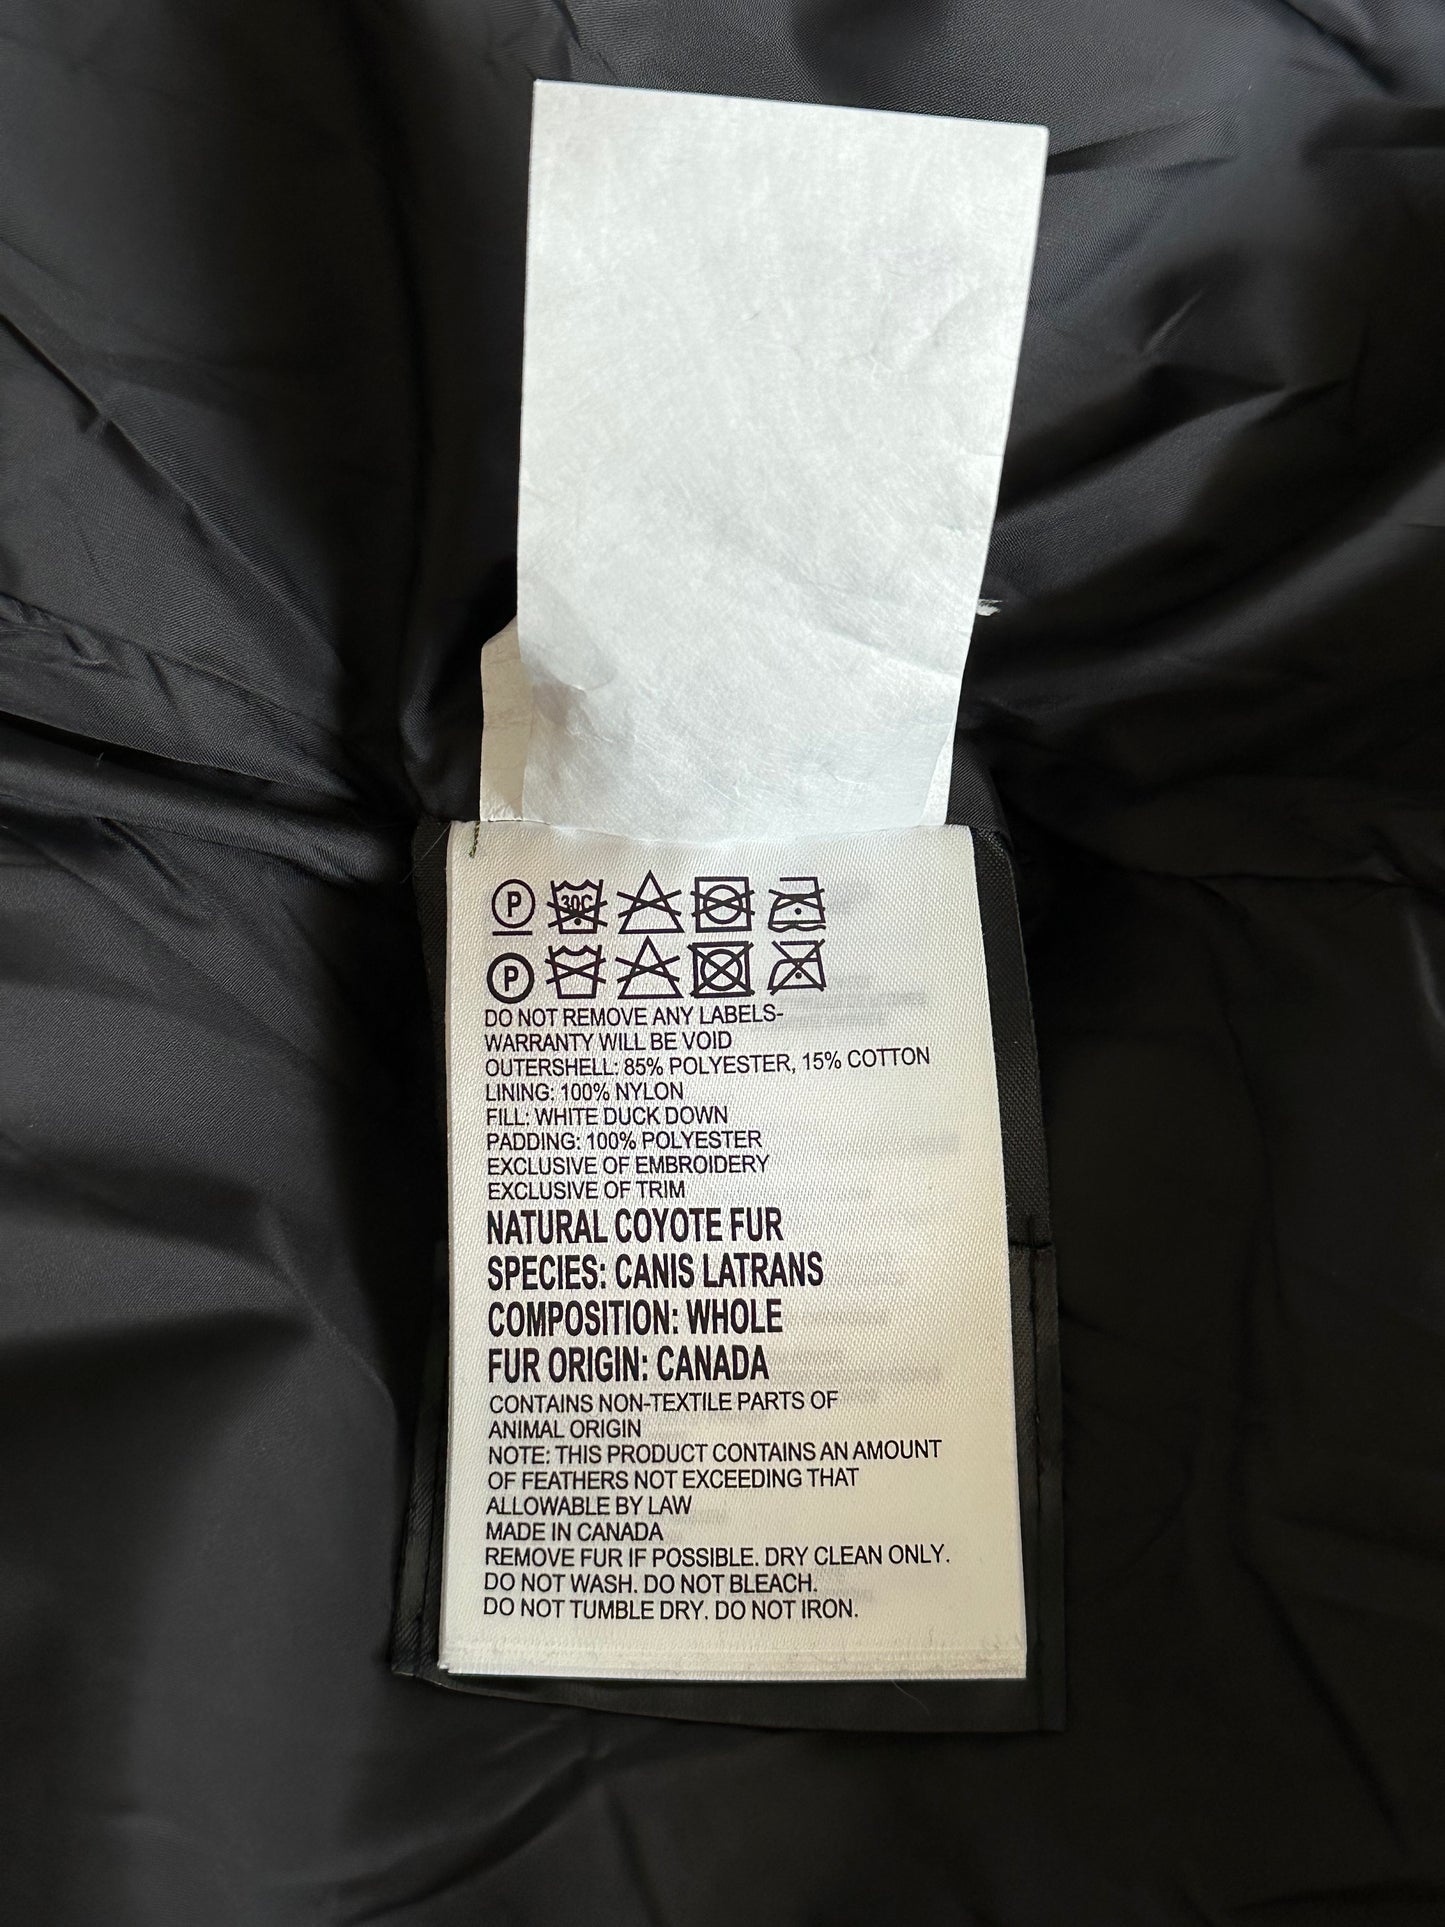 P 30C
P
DO NOT REMOVE ANY LABELS-
WARRANTY WILL BE VOID
OUTERSHELL: 85% POLYESTER, 15% COTTON
LINING: 100% NYLON
FILL: WHITE DUCK DOWN
PADDING: 100% POLYESTER
EXCLUSIVE OF EMBROIDERY
EXCLUSIVE OF TRIM
NATURAL COYOTE FUR
SPECIES: CANIS LATRANS
COMPOSITION: WHOLE
FUR ORIGIN: CANADA
CONTAINS NON-TEXTILE PARTS OF
ANIMAL ORIGIN
NOTE: THIS PRODUCT CONTAINS AN AMOUNT
OF FEATHERS NOT EXCEEDING THAT
ALLOWABLE BY LAW
MADE IN CANADA
REMOVE FUR IF POSSIBLE. DRY CLEAN ONLY.
DO NOT WASH. DO NOT BLEACH.
DO NOT TUMBLE DRY. DO NOT IRON.